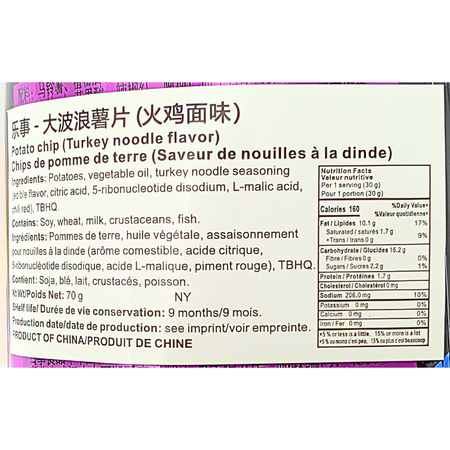 乐事 - 大波浪薯片 (火鸡面味)
Potato chip (Turkey noodle flavor)
Chips de pomme de terre (Saveur de nouilles à la dinde)
Ingredients: Potatoes, vegetable oil, turkey noodle seasoning
(edible flavor, citric acid, 5-ribonucleotide disodium, L-malic acid,
chili red), TBHQ.
Contains: Soy, wheat, milk, crustaceans, fish.
Ingrédients: Pommes de terre, huile végétale, assaisonnement
pour nouilles à la dinde (arôme comestible, acide citrique,
5-ribonucléotide disodique, acide L-malique, piment rouge), TBHQ.
Contient: Soja, blé, lait, crustacés, poisson.
Nt Wt/Poids Net: 70 g NY
SHelf life/ Durée de vie conservation: 9 months/9 mois.
Production date/date de production: see imprint/voir empreinte.
PRODUCT OF CHINA/PRODUIT DE CHINE
Nutrition Facts
Valeur nutritive
Per 1 serving (30 g)
Pour 1 portion (30 g)
Calories 160 % Daily Value*
% Valeur quotidienne*
Fat / Lipides 10.1 g 17%
Saturated / saturés 1.7 g 9%
+Trans / trans 0 g
Carbohydrate / Glucides 16.2 g
Fibre / Fibres 0 g 0%
Sugars / Sucres 2.2 g 1%
Protein / Protéines 1.7 g
Cholesterol / Cholestérol 0 mg
Sodium 206.0 mg 10%
Potassium 0 mg 0%
Calcium 0 mg 0%
Iron / Fer 0 mg 0%
*5 % or less is a little, 15% or more is a lot
*5 % ou moins c'est peu, 15% ou plus c'est beaucoup